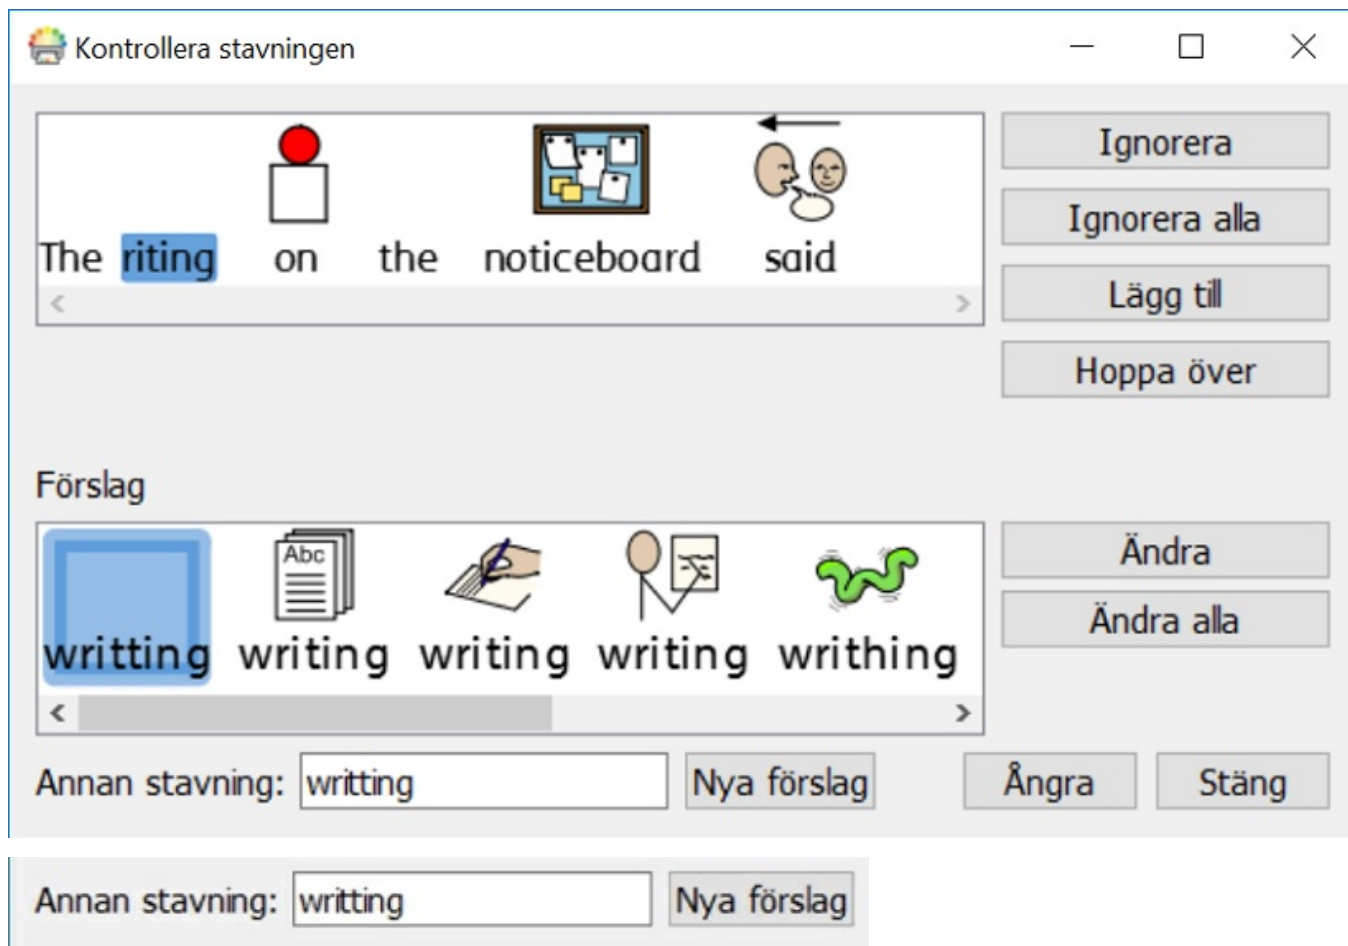 Kontrollera stavningen
Ignorera
Ignorera alla
The riting on the noticeboard said
Lägg till
Hoppa över
Förslag
Abc
Ändra
writting writing writing writing writhing
Ändra alla
Annan stavning: writting Nya förslag Ångra Stäng
Annan stavning: writting Nya förslag